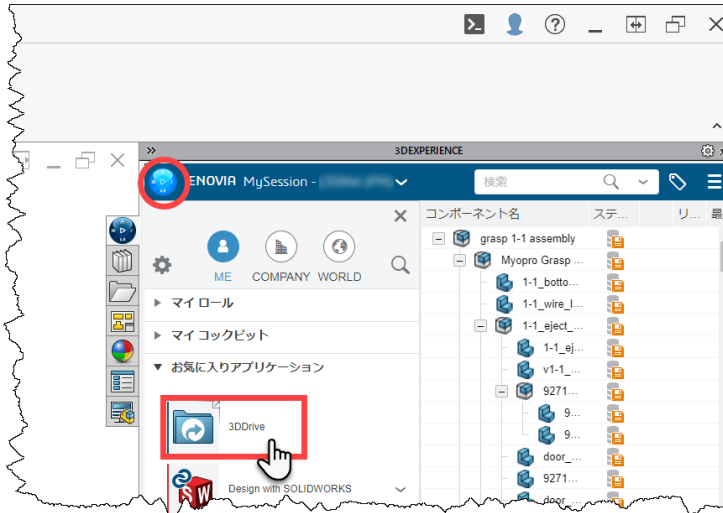 3DEXPERIENCE
ENOVIA MySession -
検索
コンポーネント名 ステ... リ... 最
ME COMPANY WORLD
マイ ロール
マイ コックピット
お気に入りアプリケーション
3DDrive
Design with SOLIDWORKS
grasp 1-1 assembly
Myopro Grasp ...
1-1_botto...
1-1_wire_l...
1-1_eject_...
1-1_ej...
v1-1_...
9271...
9...
9...
door_...
9271...
door_...